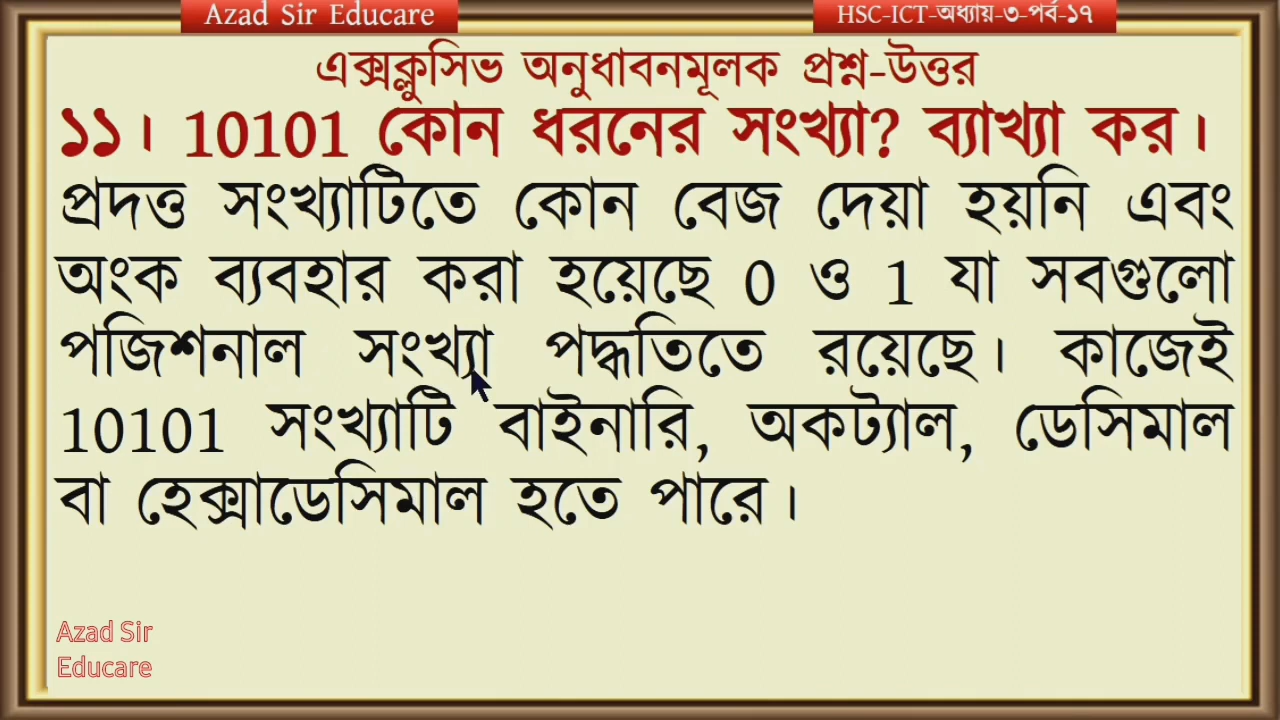 Azad Sir Educare
HSC-ICT-অধ্যায়-৩-পর্ব-১৭
এক্সক্লুসিভ অনুধাবনমূলক প্রশ্ন-উত্তর
১১। 10101 কোন ধরনের সংখ্যা? ব্যাখ্যা কর।
প্রদত্ত সংখ্যাটিতে কোন বেজ দেয়া হয়নি এবং
অংক ব্যবহার করা হয়েছে 0 ও 1 যা সবগুলো
পজিশনাল সংখ্যা পদ্ধতিতে রয়েছে। কাজেই
10101 সংখ্যাটি বাইনারি, অকট্যাল, ডেসিমাল
বা হেক্সাডেসিমাল হতে পারে।
Azad Sir
Educare